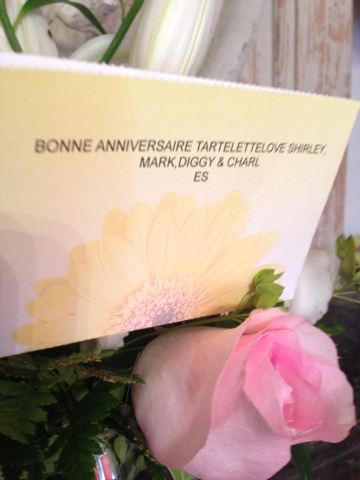 BONNE ANNIVERSAIRE TARTELETTELOVE SHIRLEY,
MARK,DIGGY & CHARL
ES